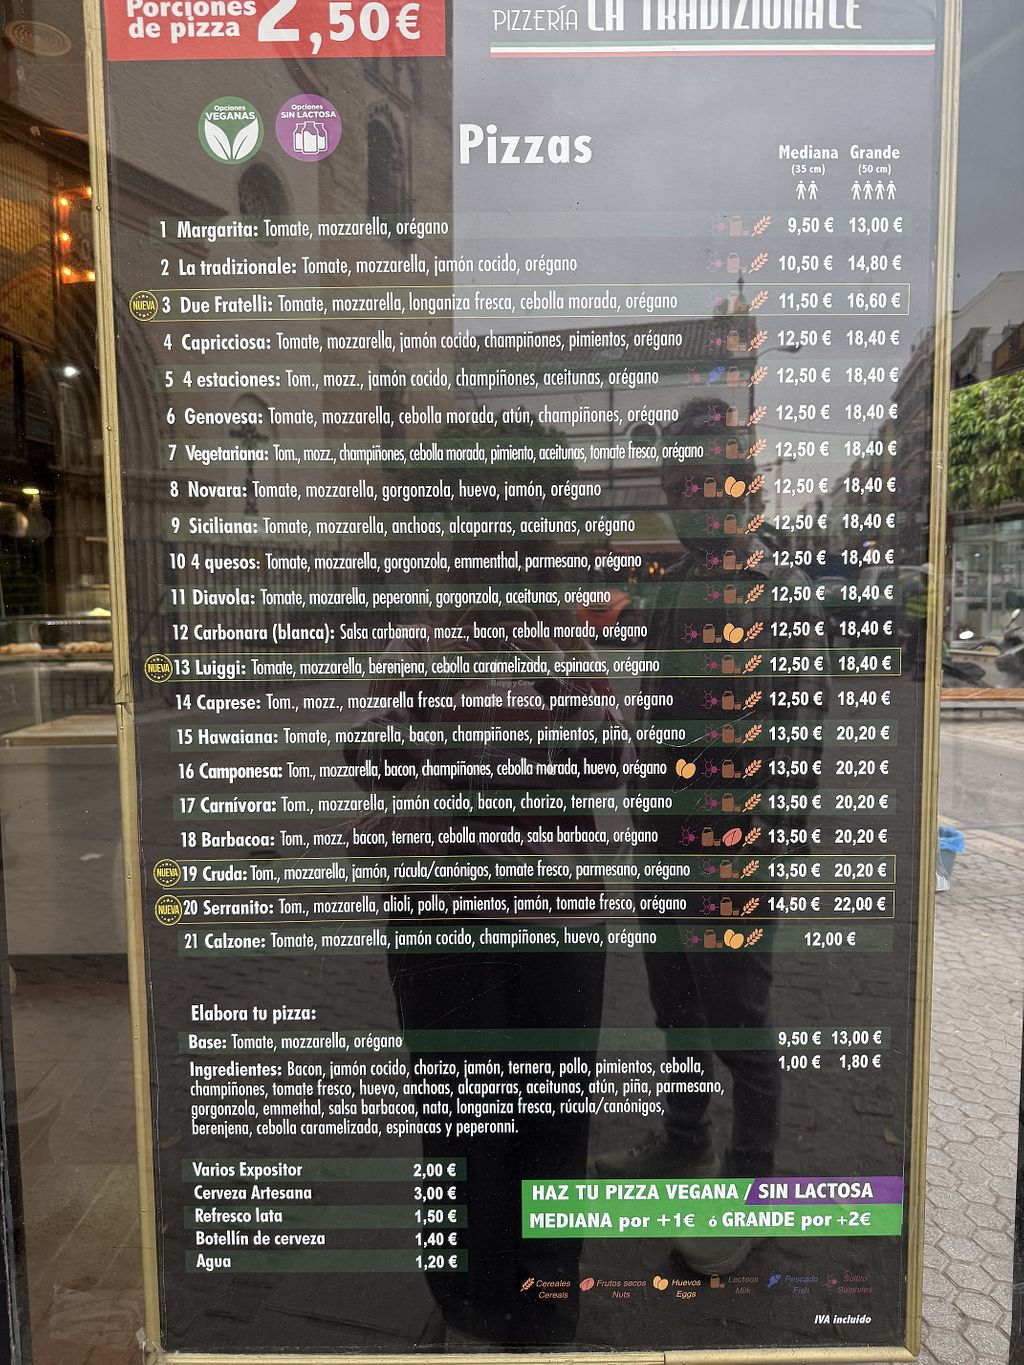 Porciones
de pizza 2,50€
PIZZERÍA LA TRADIZIONALE
Opciones
VEGANAS
Opciones
SIN LACTOSA
Pizzas
Mediana Grande
(35 cm) (50 cm)
1 Margarita: Tomate, mozzarella, orégano 9,50 € 13,00 €
2 La tradizionale: Tomate, mozzarella, jamón cocido, orégano 10,50 € 14,80 €
NUEVA 3 Due Fratelli: Tomate, mozzarella, longaniza fresca, cebolla morada, orégano 11,50 € 16,60 €
4 Capricciosa: Tomate, mozzarella, jamón cocido, champiñones, pimientos, orégano 12,50 € 18,40 €
5 4 estaciones: Tom., mozz., jamón cocido, champiñones, aceitunas, orégano 12,50 € 18,40 €
6 Genovesa: Tomate, mozzarella, cebolla morada, atún, champiñones, orégano 12,50 € 18,40 €
7 Vegetariana: Tom., mozz., champiñones, cebolla morada, pimiento, aceitunas, tomate fresco, orégano 12,50 € 18,40 €
8 Novara: Tomate, mozzarella, gorgonzola, huevo, jamón, orégano 12,50 € 18,40 €
9 Siciliana: Tomate, mozzarella, anchoas, alcaparras, aceitunas, orégano 12,50 € 18,40 €
10 4 quesos: Tomate, mozzarella, gorgonzola, emmenthal, parmesano, orégano 12,50 € 18,40 €
11 Diavola: Tomate, mozarella, peperonni, gorgonzola, aceitunas, orégano 12,50 € 18,40 €
12 Carbonara (blanca): Salsa carbonara, mozz., bacon, cebolla morada, orégano 12,50 € 18,40 €
NUEVA 13 Luiggi: Tomate, mozzarella, berenjena, cebolla caramelizada, espinacas, orégano 12,50 € 18,40 €
HappyCow
14 Caprese: Tom., mozz., mozzarella fresca, tomate fresco, parmesano, orégano 12,50 € 18,40 €
15 Hawaiana: Tomate, mozzarella, bacon, champiñones, pimientos, piña, orégano 13,50 € 20,20 €
16 Camponesa: Tom., mozzarella, bacon, champiñones, cebolla morada, huevo, orégano 13,50 € 20,20 €
17 Carnívora: Tom., mozzarella, jamón cocido, bacon, chorizo, ternera, orégano 13,50 € 20,20 €
18 Barbacoa: Tom., mozz., bacon, ternera, cebolla morada, salsa barbaoca, orégano 13,50 € 20,20 €
NUEVA 19 Cruda: Tom., mozzarella, jamón, rúcula/canónigos, tomate fresco, parmesano, orégano 13,50 € 20,20 €
NUEVA 20 Serranito: Tom., mozzarella, alioli, pollo, pimientos, jamón, tomate fresco, orégano 14,50 € 22,00 €
21 Calzone: Tomate, mozzarella, jamón cocido, champiñones, huevo, orégano 12,00 €
Elabora tu pizza:
Base: Tomate, mozzarella, orégano 9,50 € 13,00 €
Ingredientes: Bacon, jamón cocido, chorizo, jamón, ternera, pollo, pimientos, cebolla, 1,00 € 1,80 €
champiñones, tomate fresco, huevo, anchoas, alcaparras, aceitunas, atún, piña, parmesano,
gorgonzola, emmethal, salsa barbacoa, nata, longaniza fresca, rúcula/canónigos,
berenjena, cebolla caramelizada, espinacas y peperonni.
Varios Expositor 2,00 €
Cerveza Artesana 3,00 €
Refresco lata 1,50 €
Botellín de cerveza 1,40 €
Agua 1,20 €
HAZ TU PIZZA VEGANA / SIN LACTOSA
MEDIANA por +1€ ó GRANDE por +2€
Cereales Frutos secos Huevos Lacteos Pescado Sulfito
Cereals Nuts Eggs Milk Fish Sulphites
IVA incluido